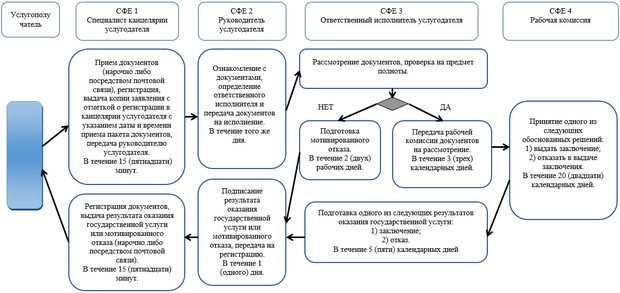 Услугополу
чатель
СФЕ 1
Специалист канцелярии
услугодателя
СФЕ 2
Руководитель
услугодателя
СФЕ 3
Ответственный исполнитель услугодателя
СФЕ 4
Рабочая комиссия
Прием документов
(нарочно либо
посредством почтовой
связи), регистрация,
выдача копии заявления с
отметкой о регистрации в
канцелярии услугодателя с
указанием даты и времени
приема пакета документов,
передача руководителю
услугодателя.
В течение 15 (пятнадцати)
минут.
Ознакомление с
документами,
определение
ответственного
исполнителя и
передача документов
на исполнение.
В течение того же
дня.
Рассмотрение документов, проверка на предмет
полноты.
НЕТ
ДА
Подготовка
мотивированного
отказа.
В течение 2 (двух)
рабочих дней.
Передача рабочей
комиссии документов
на рассмотрение.
В течение 3 (трех)
календарных дней.
Принятие одного из
следующих
обоснованных решений:
1) выдать заключение;
2) отказать в выдаче
заключения.
В течение 20 (двадцати)
календарных дней.
Регистрация документов,
выдача результата оказания
государственной услуги
или мотивированного
отказа (нарочно либо
посредством почтовой
связи).
В течение 15 (пятнадцати)
минут.
Подписание
результата
оказания
государственной
услуги или
мотивированного
отказа, передача на
регистрацию.
В течение 1
(одного) дня.
Подготавка одного из следующих результатов
оказания государственной услуги:
1) заключение;
2) отказ.
В течение 5 (пяти) календарных дней